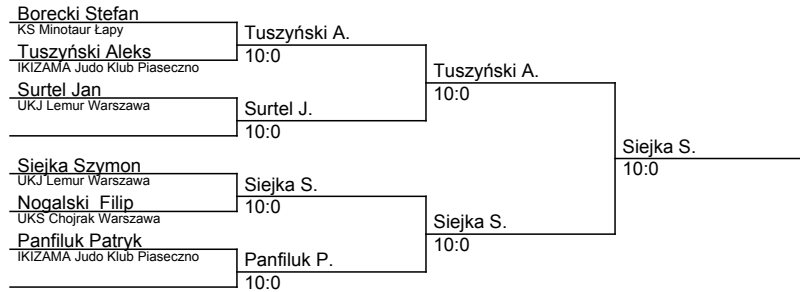 Borecki Stefan
KS Minotaur Łapy
Tuszyński A.
10:0
Tuszyński Aleks
IKIZAMA Judo Klub Piaseczno
Tuszyński A.
10:0
Surtel Jan
UKJ Lemur Warszawa
Surtel J.
10:0
Siejka S.
10:0
Siejka Szymon
UKJ Lemur Warszawa
Siejka S.
10:0
Nogalski  Filip
UKS Chojrak Warszawa
Siejka S.
10:0
Panfiluk Patryk
IKIZAMA Judo Klub Piaseczno
Panfiluk P.
10:0